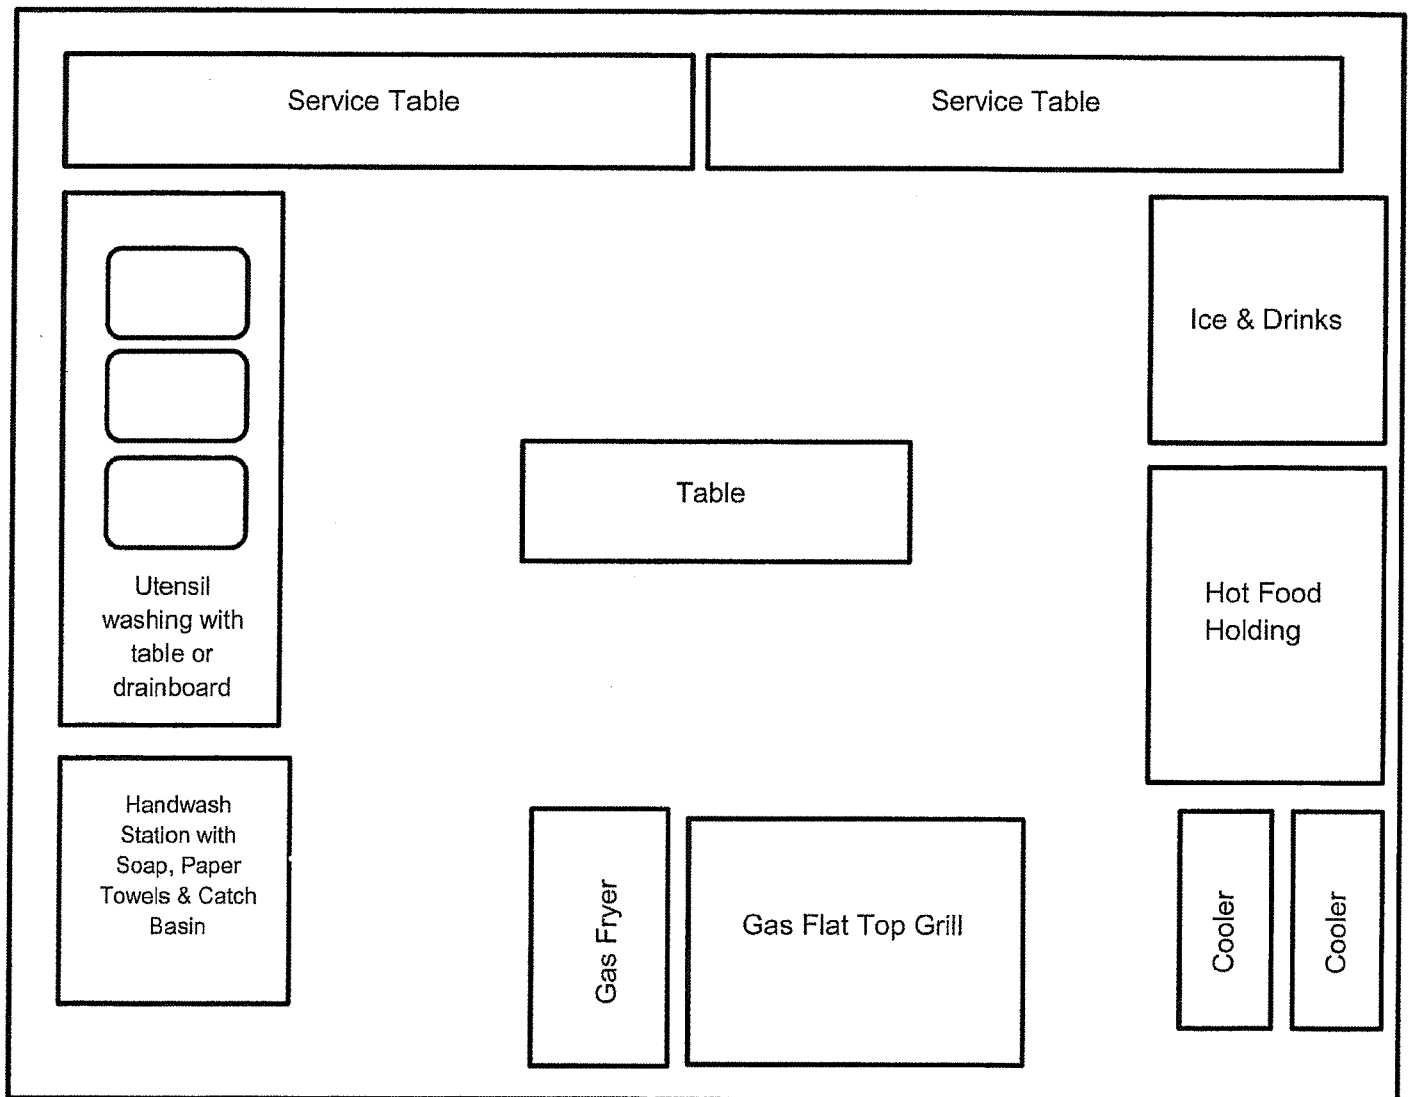 Service Table
Service Table
Ice & Drinks
Table
Utensil
washing with
table or
drainboard
Hot Food
Holding
Handwash
Station with
Soap, Paper
Towels & Catch
Basin
Gas Fryer
Gas Flat Top Grill
Cooler
Cooler